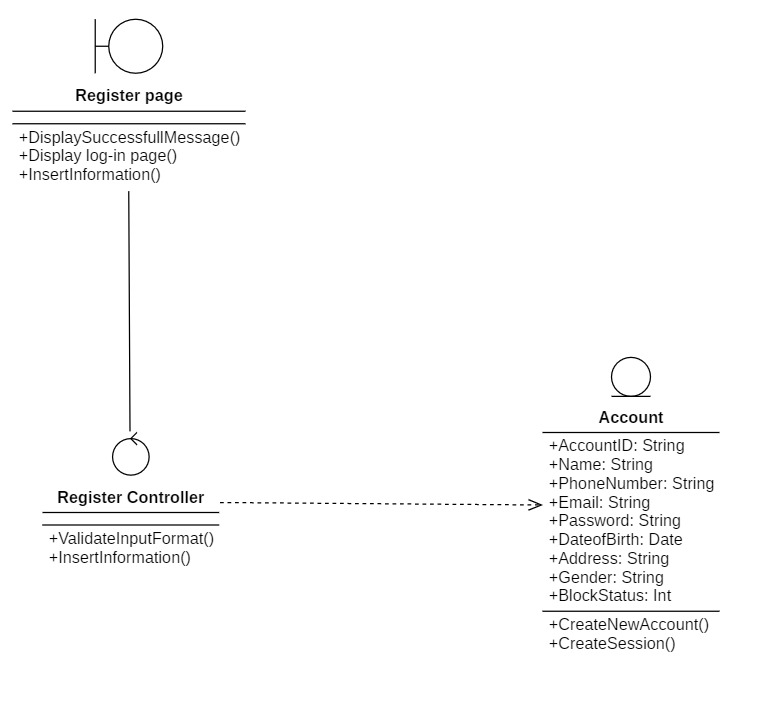 Register page
+DisplaySuccessfullMessage()
+Display log-in page()
+InsertInformation()
Register Controller
+ValidateInputFormat()
+InsertInformation()
Account
+AccountID: String
+Name: String
+PhoneNumber: String
+Email: String
+Password: String
+DateofBirth: Date
+Address: String
+Gender: String
+BlockStatus: Int
+CreateNewAccount()
+CreateSession()